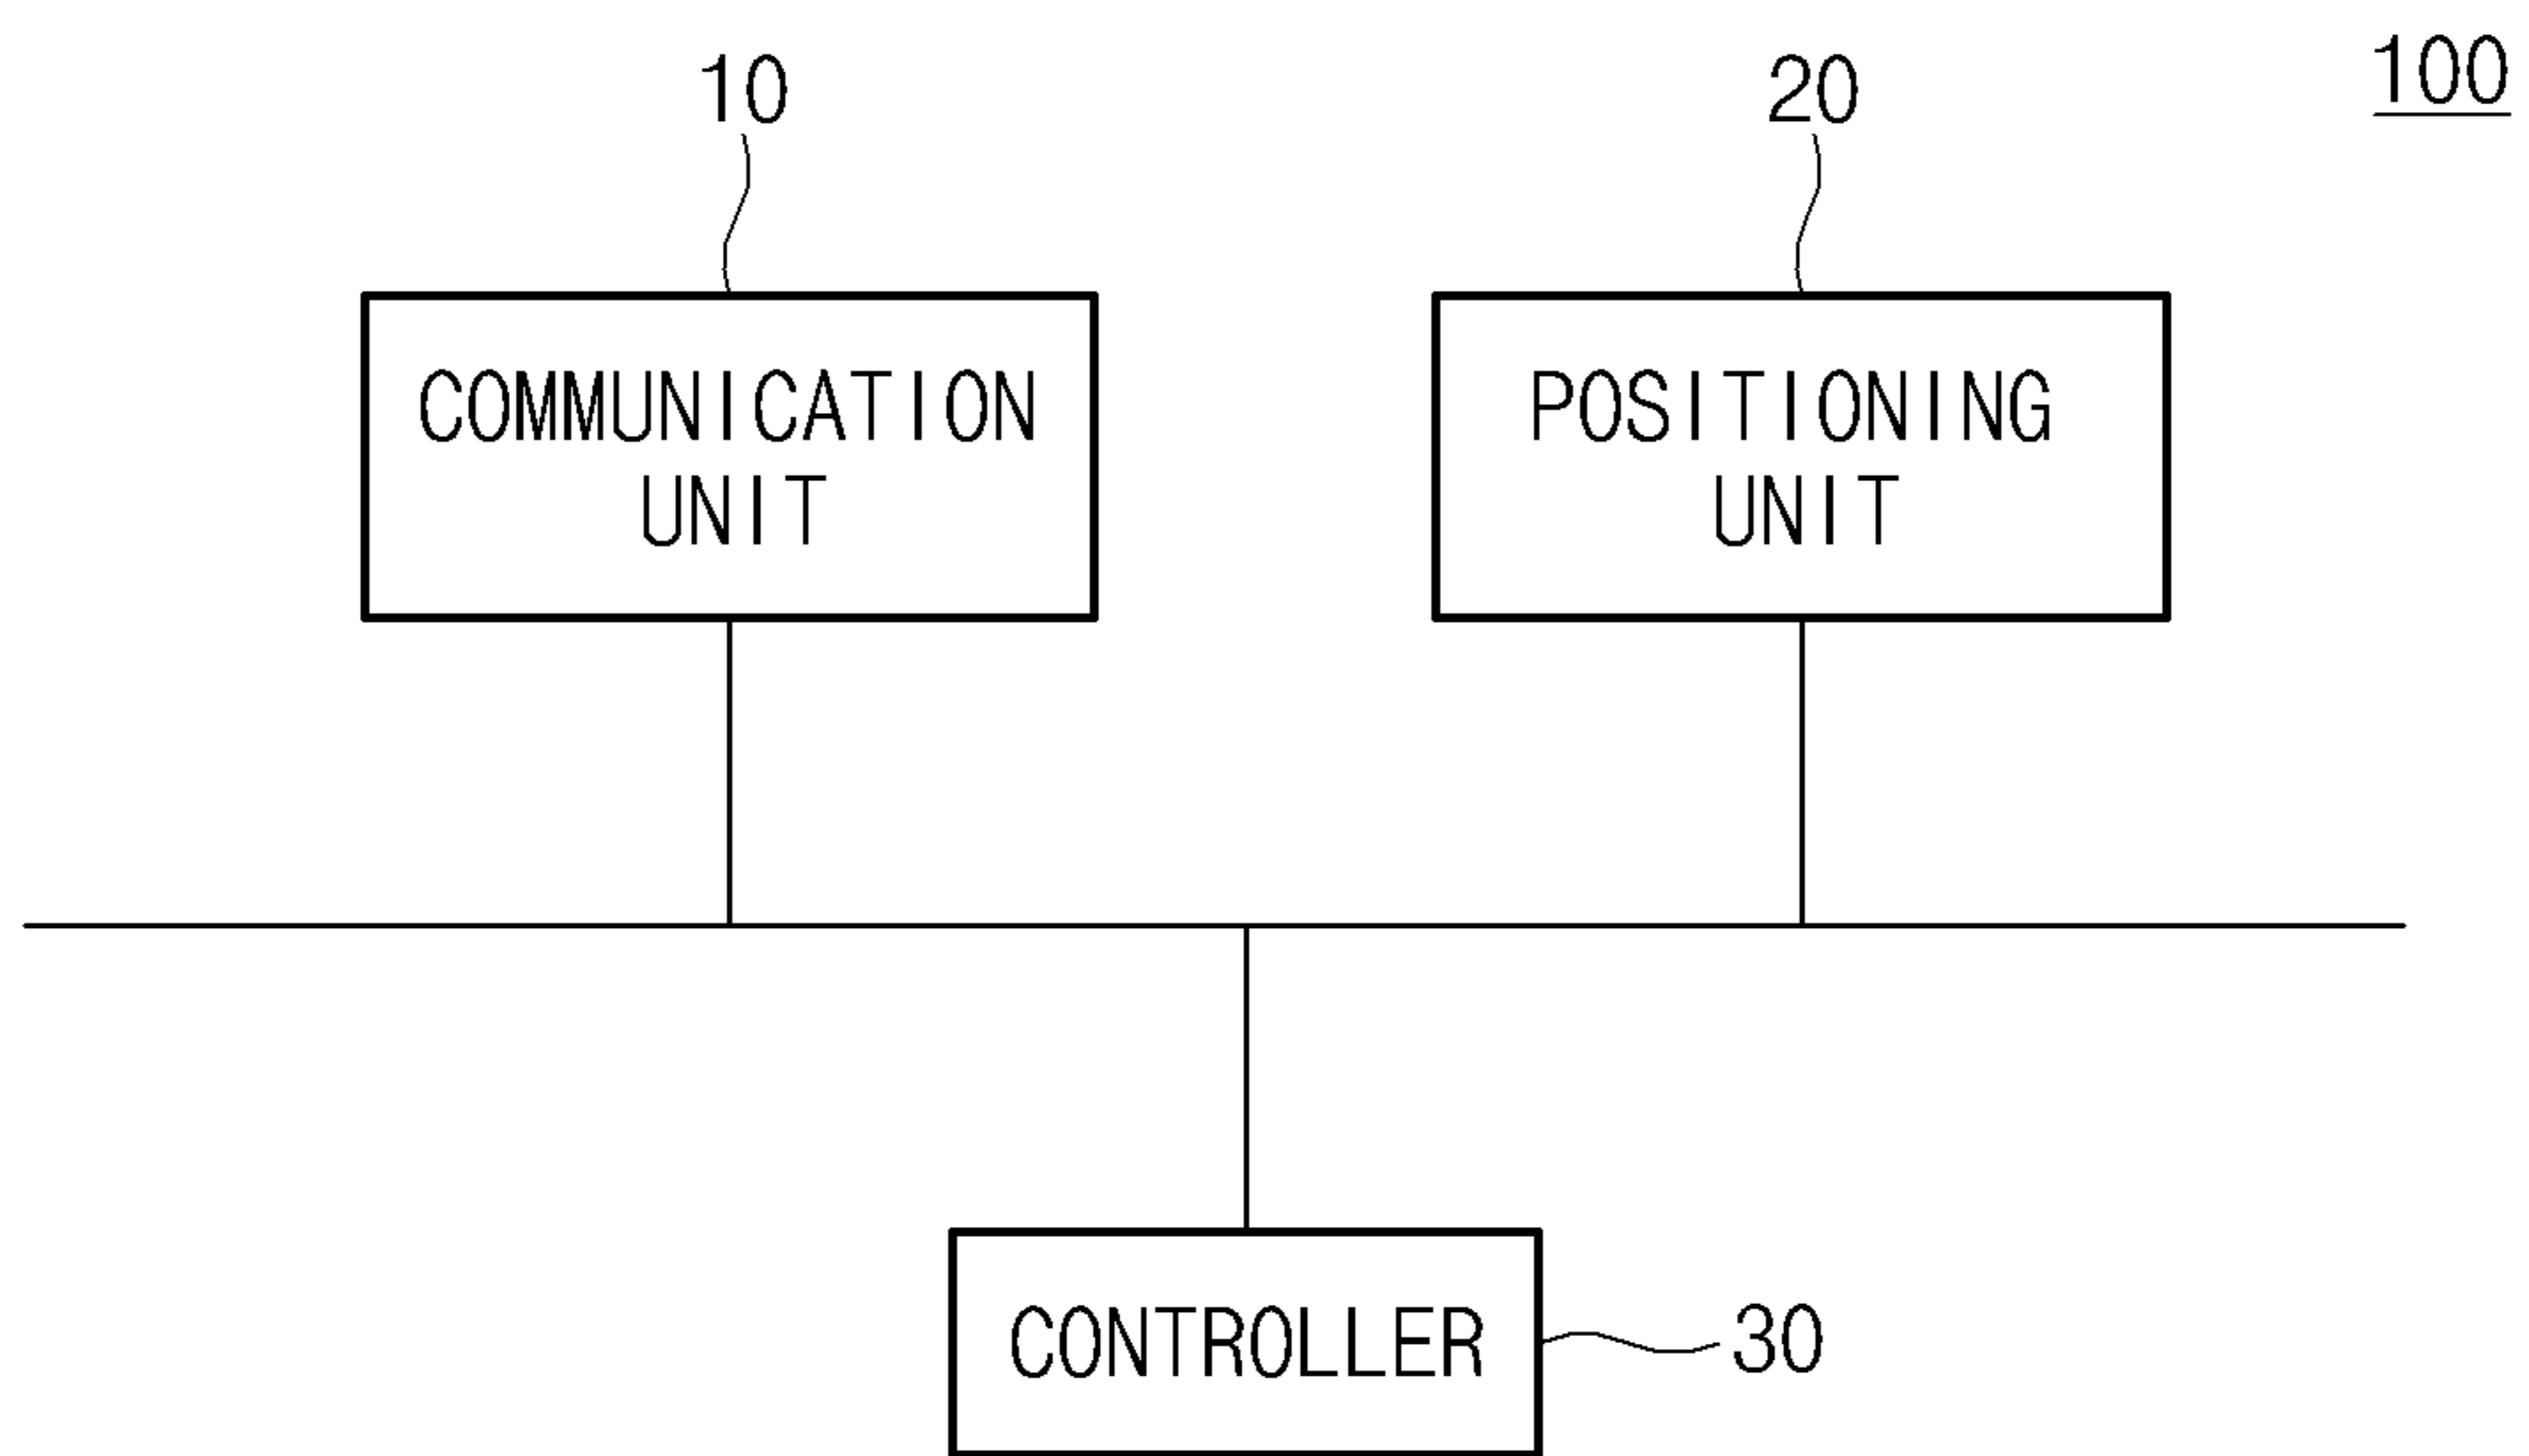 100
10
20
COMMUNICATION
UNIT
POSITIONING
UNIT
CONTROLLER
30